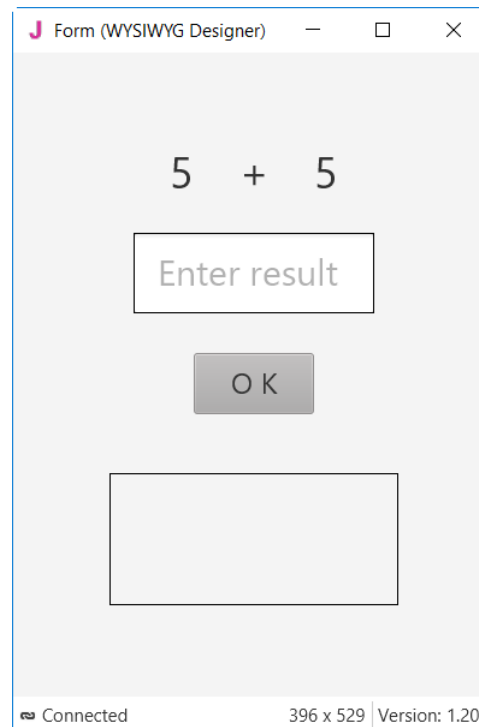 J Form (WYSIWYG Designer)
5 + 5
Enter result
O K
Connected 396 x 529 Version: 1.20